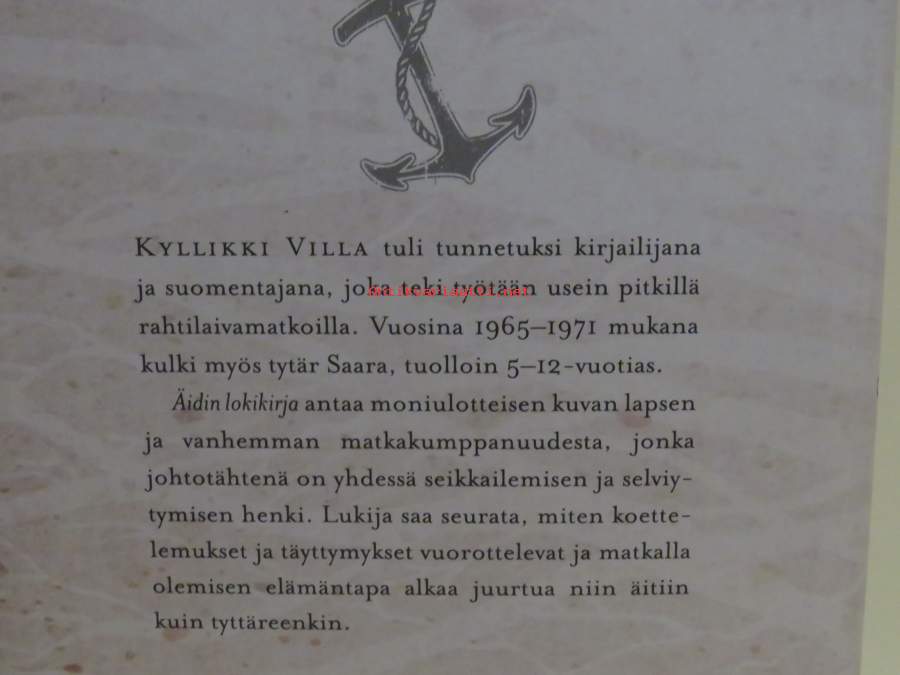 KYLLIKKI VILLA tuli tunnetuksi kirjailijana
ja suomentajana, joka teki työtään usein pitkillä
rahtilaivamatkoilla. Vuosina 1965–1971 mukana
kulki myös tytär Saara, tuolloin 5–12-vuotias.
Äidin lokikirja antaa moniulotteisen kuvan lapsen
ja vanhemman matkakumppanuudesta, jonka
johtotähtenä on yhdessä seikkailemisen ja selviy-
tymisen henki. Lukija saa seurata, miten koette-
lemukset ja täyttymykset vuorottelevat ja matkalla
olemisen elämäntapa alkaa juurtua niin äitiin
kuin tyttäreenkin.